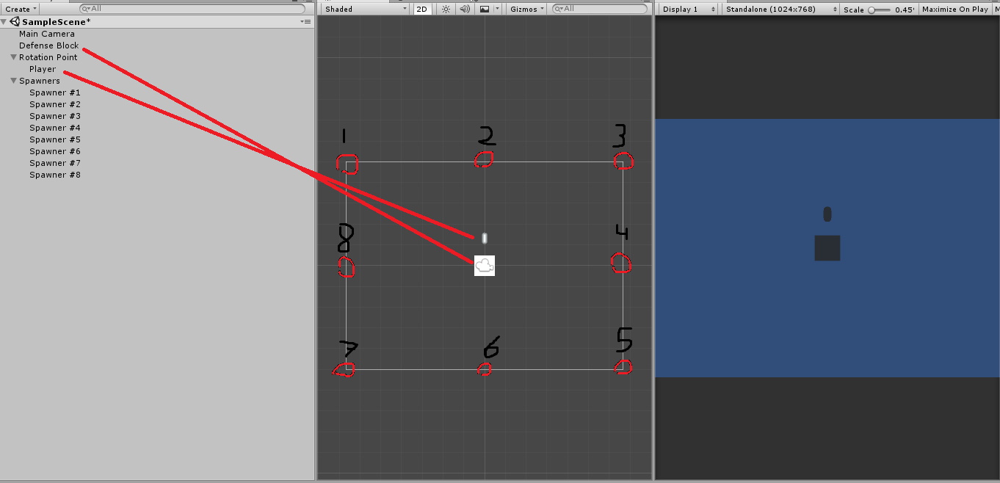 Create All Shaded 2D Gizmos All Display 1 Standalone (1024x768) Scale 0.45' Maximize On Play M
SampleScene*
Main Camera
Defense Block
Rotation Point
Player
Spawners
Spawner #1
Spawner #2
Spawner #3
Spawner #4
Spawner #5
Spawner #6
Spawner #7
Spawner #8
1 2 3
8 4
7 6 5